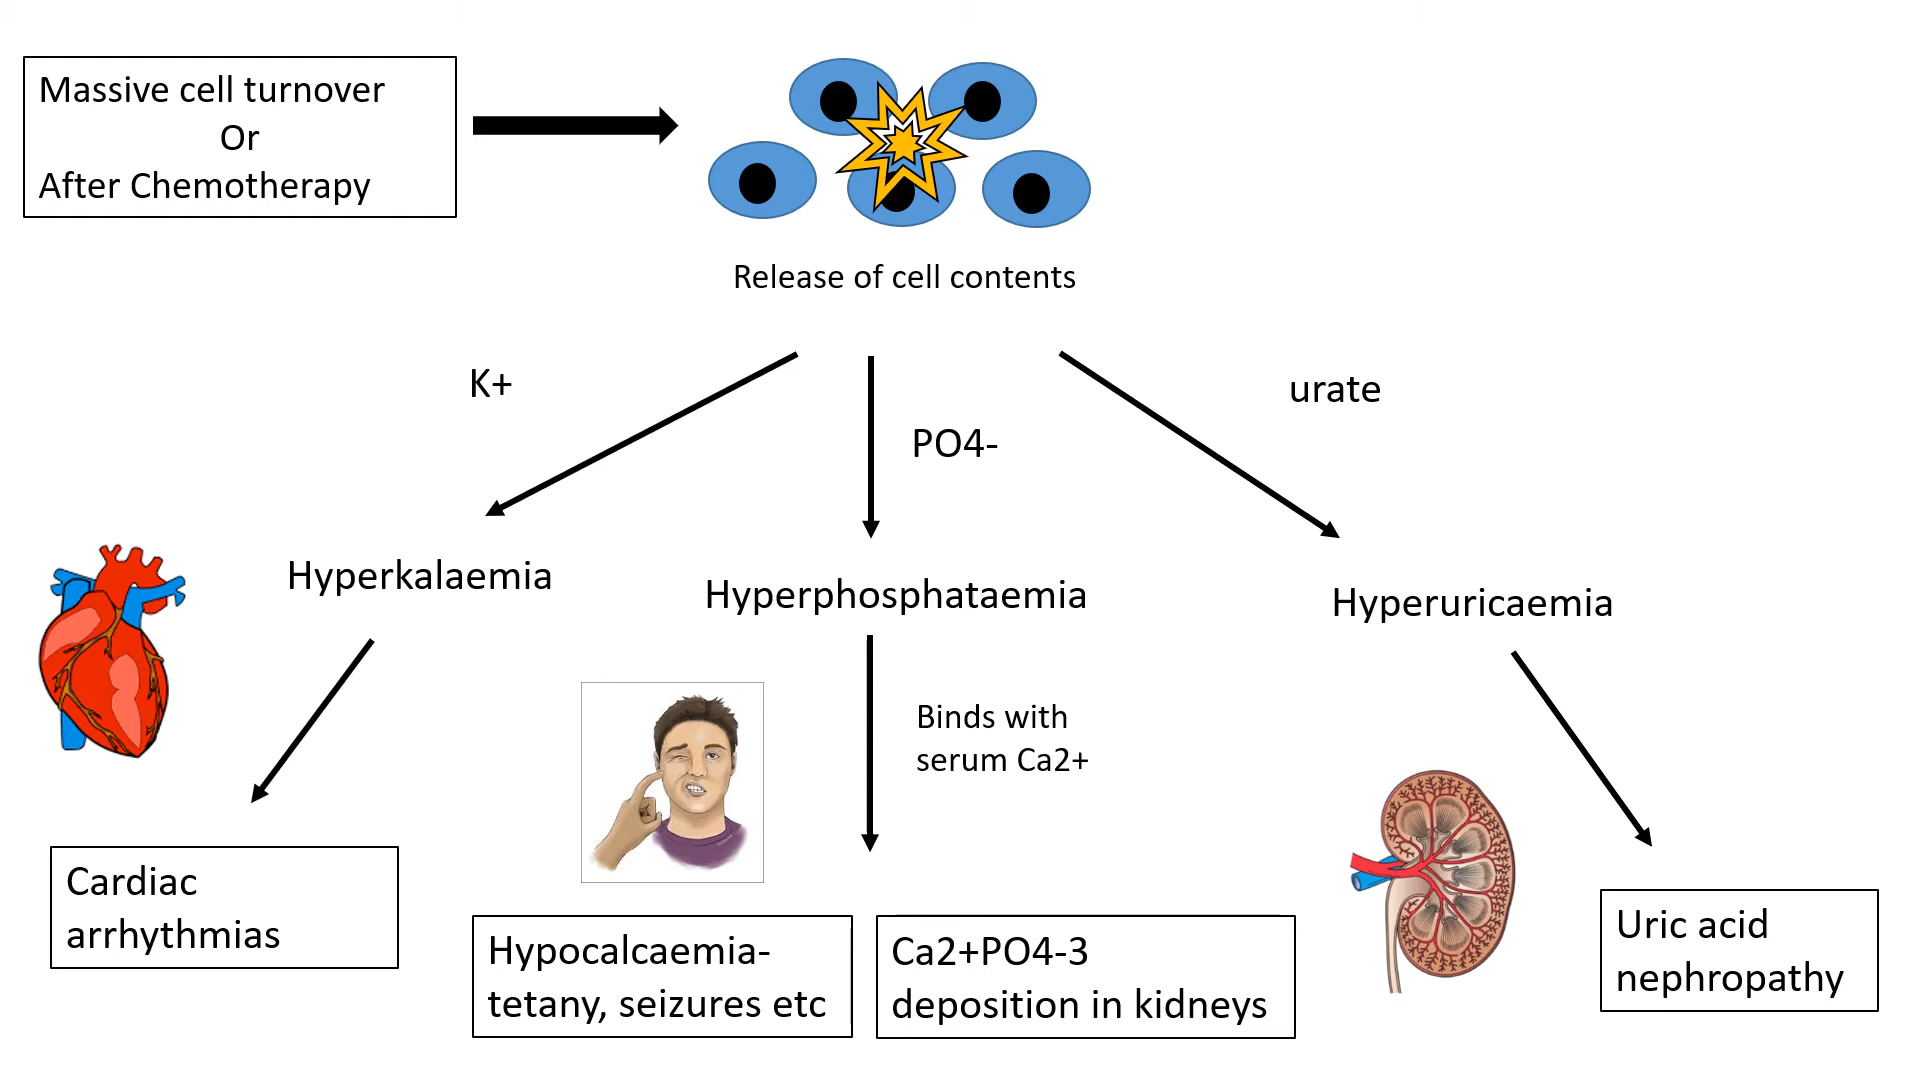 Massive cell turnover
Or
After Chemotherapy
Release of cell contents
K+
urate
PO4-
Hyperkalaemia
Hyperphosphataemia
Hyperuricaemia
Binds with
serum Ca2+
Cardiac
arrhythmias
Hypocalcaemia-
tetany, seizures etc
Ca2+PO4-3
deposition in kidneys
Uric acid
nephropathy